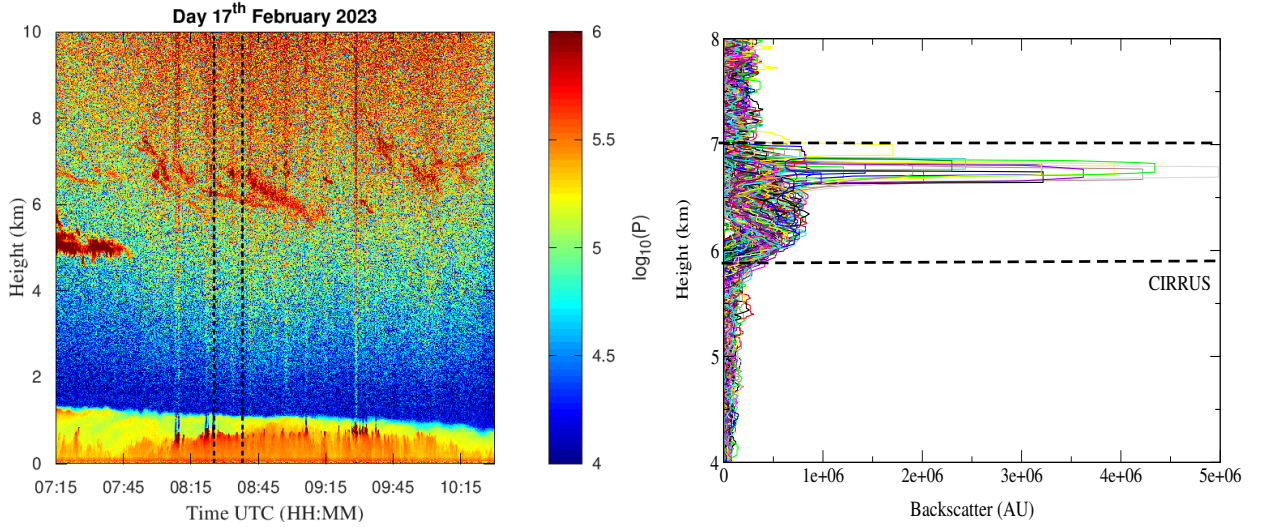 Day 17th February 2023
10
8
6
4
2
0
Height (km)
07:15 07:45 08:15 08:45 09:15 09:45 10:15
Time UTC (HH:MM)
6
5.5
5
4.5
4
log10(P)
8
7
6
5
4
Height (km)
CIRRUS
0 1e+06 2e+06 3e+06 4e+06 5e+06
Backscatter (AU)